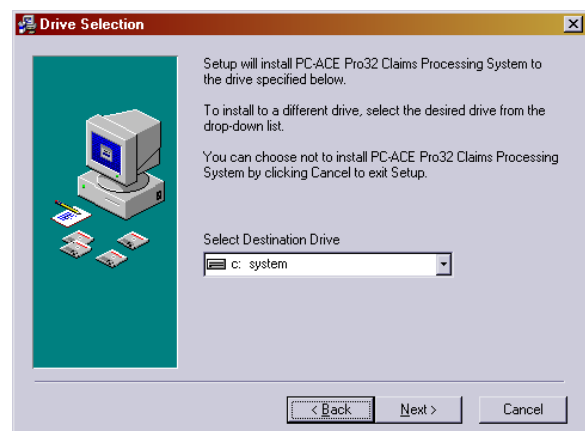 Drive Selection
Setup will install PC-ACE Pro32 Claims Processing System to
the drive specified below.
To install to a different drive, select the desired drive from the
drop-down list.
You can choose not to install PC-ACE Pro32 Claims Processing
System by clicking Cancel to exit Setup.
Select Destination Drive
c: system
< Back Next > Cancel